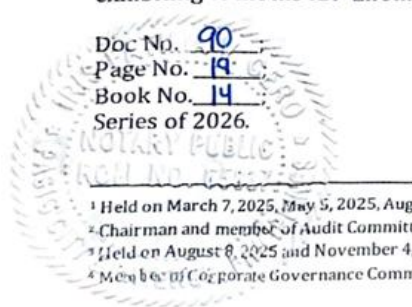 Doc No. 90;
Page No. 19;
Book No. 14;
Series of 2026.
NOTARY PUBLIC
¹ Held on March 7, 2025, May 5, 2025, Aug
² Chairman and member of Audit Committ
³ Held on August 8, 2025 and November 4,
⁴ Member of Corporate Governance Comm